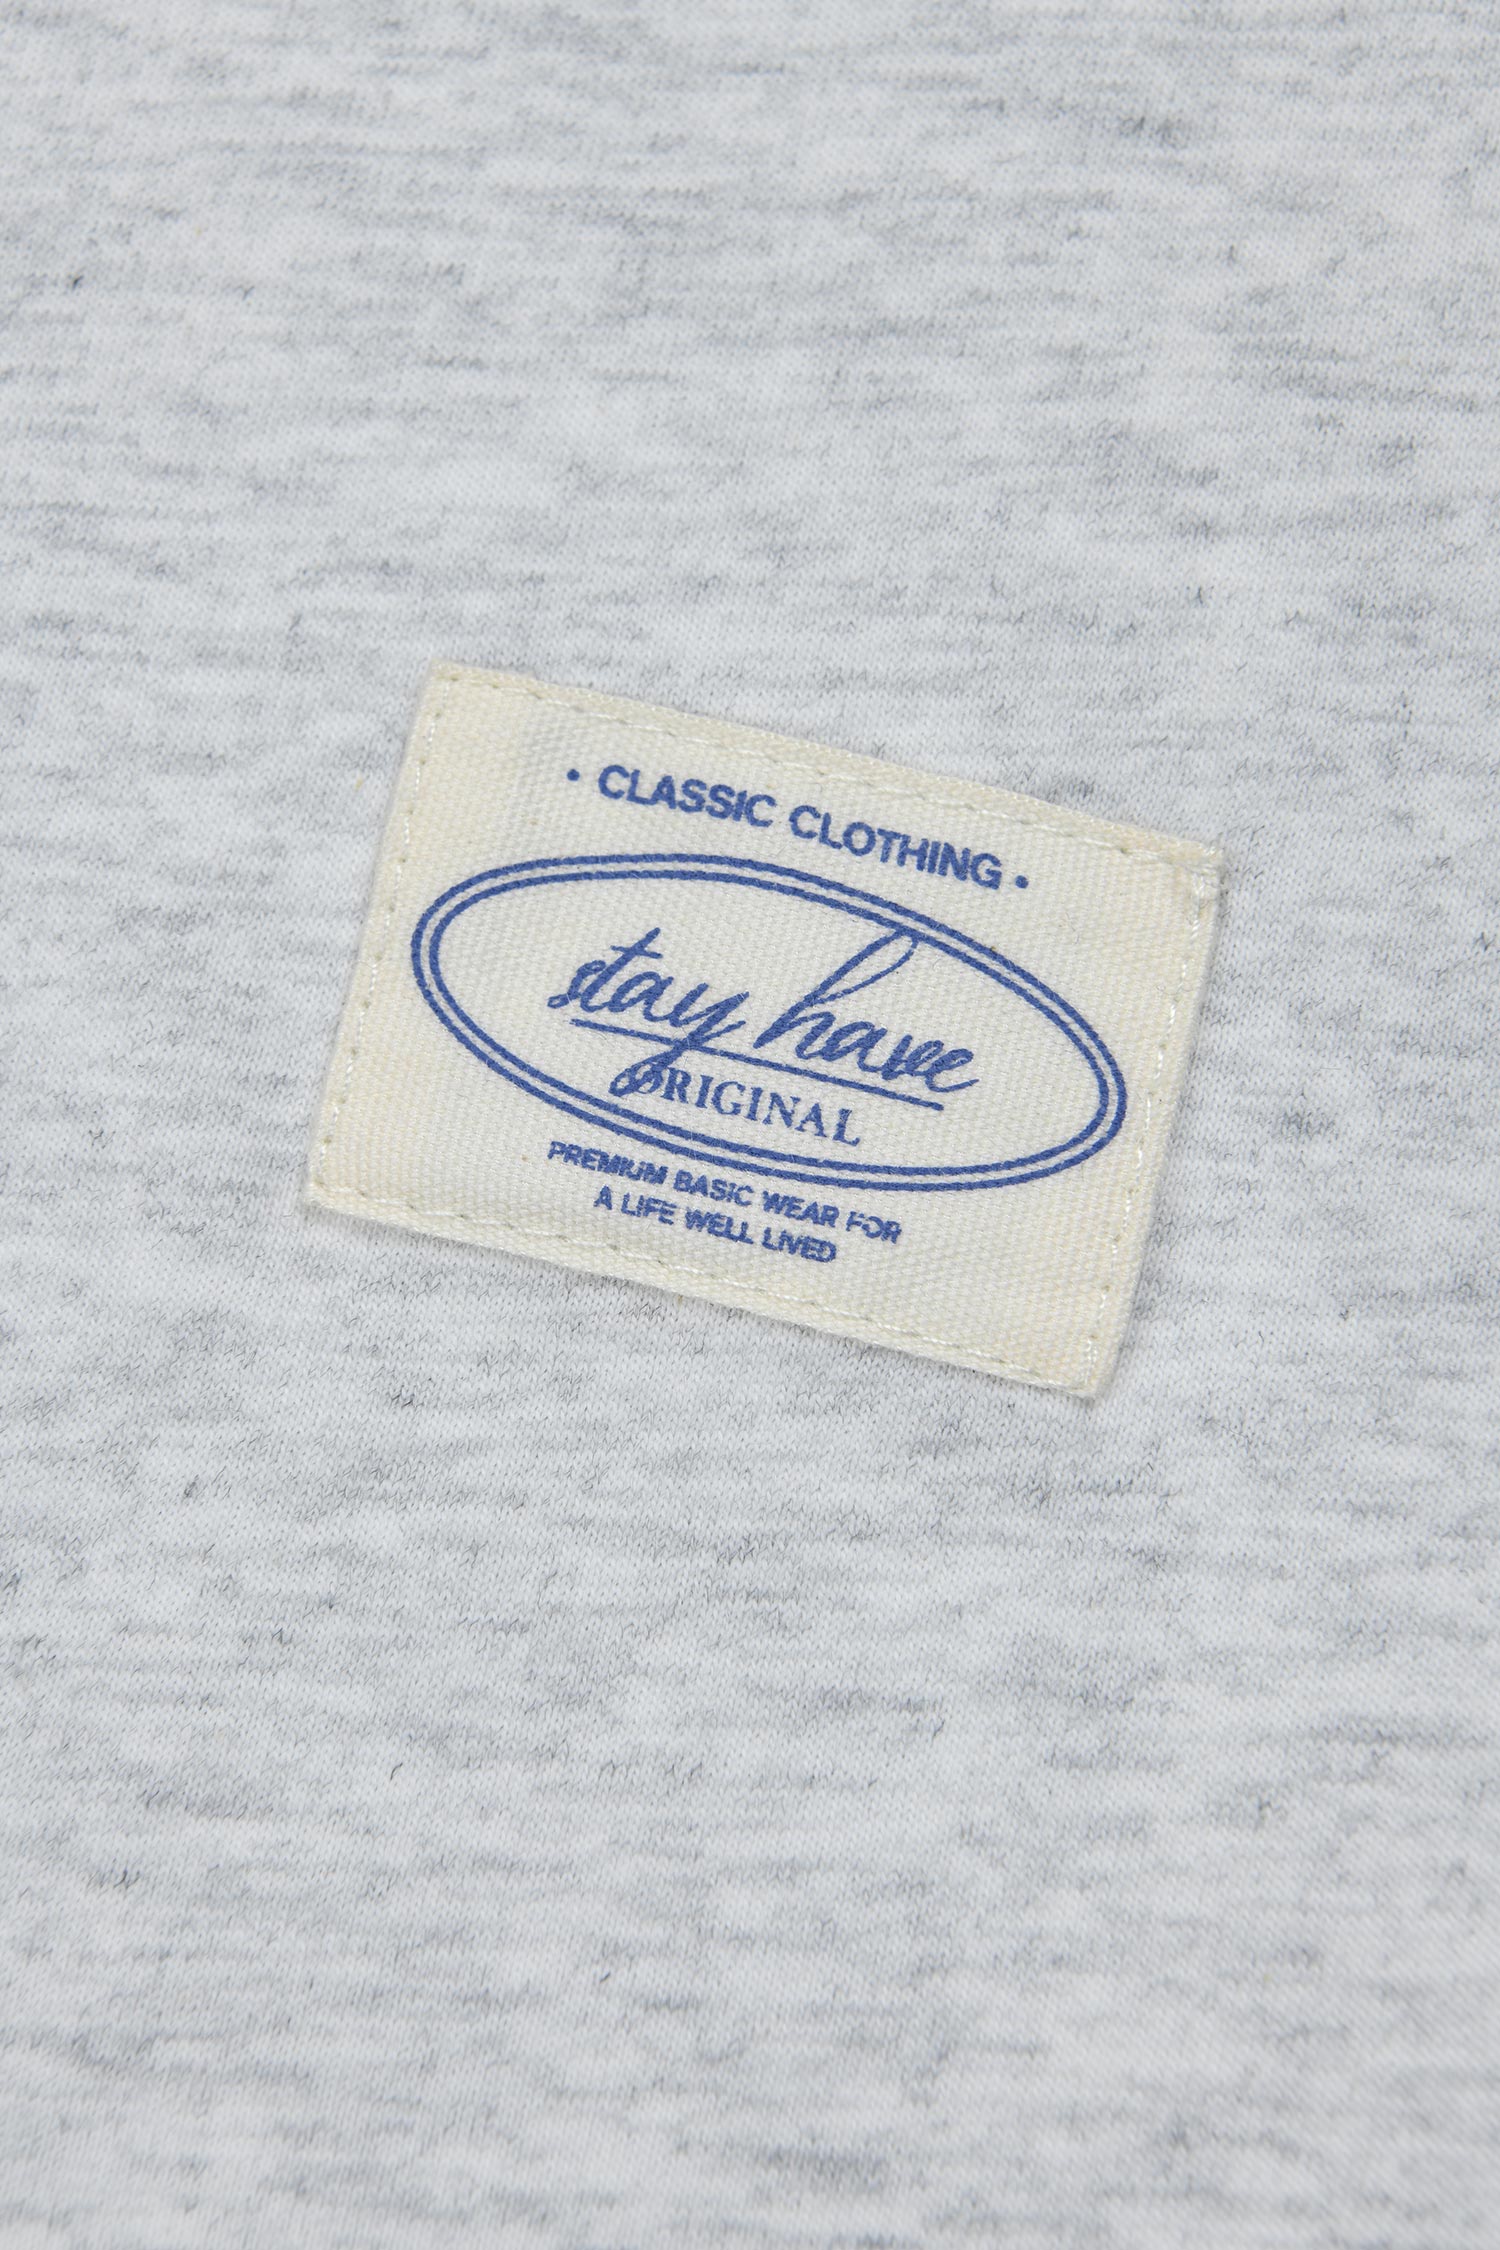 • CLASSIC CLOTHING •
stay have
ORIGINAL
PREMIUM BASIC WEAR FOR
A LIFE WELL LIVED